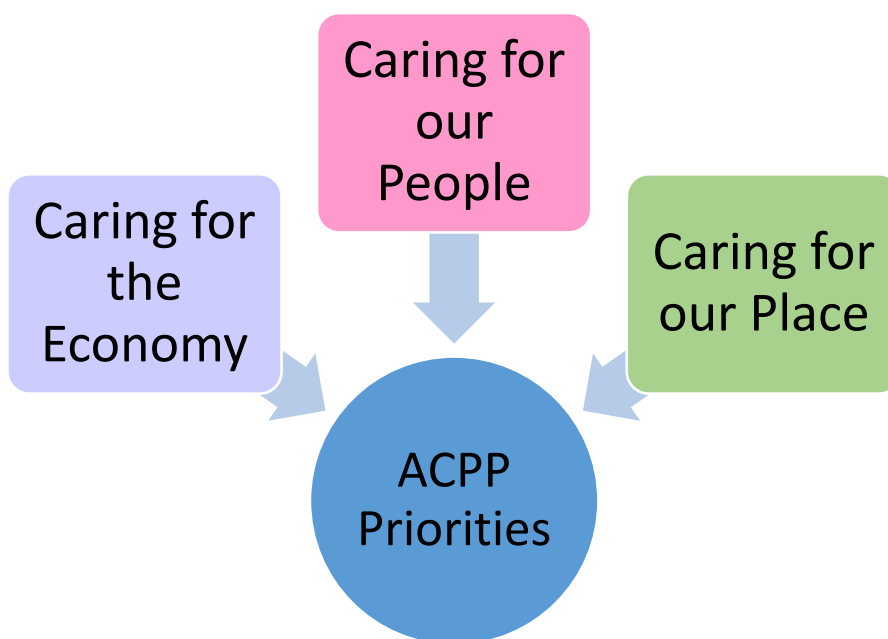 Caring for
our
People
Caring for
the
Economy
Caring for
our Place
ACPP
Priorities